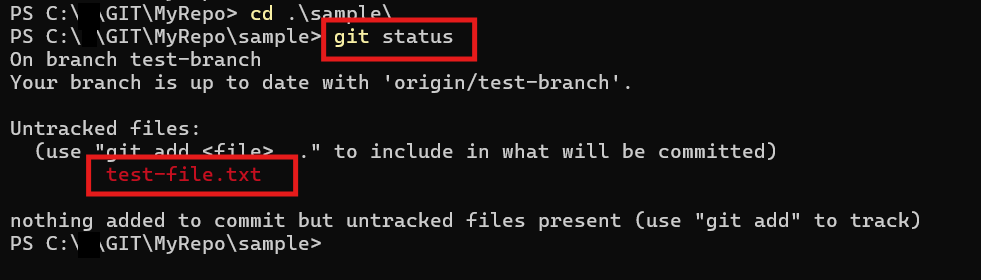 PS C:\ \GIT\MyRepo> cd .\sample\
PS C:\ \GIT\MyRepo\sample> git status
On branch test-branch
Your branch is up to date with 'origin/test-branch'.
Untracked files:
(use "git add <file>..." to include in what will be committed)
test-file.txt
nothing added to commit but untracked files present (use "git add" to track)
PS C:\ \GIT\MyRepo\sample>